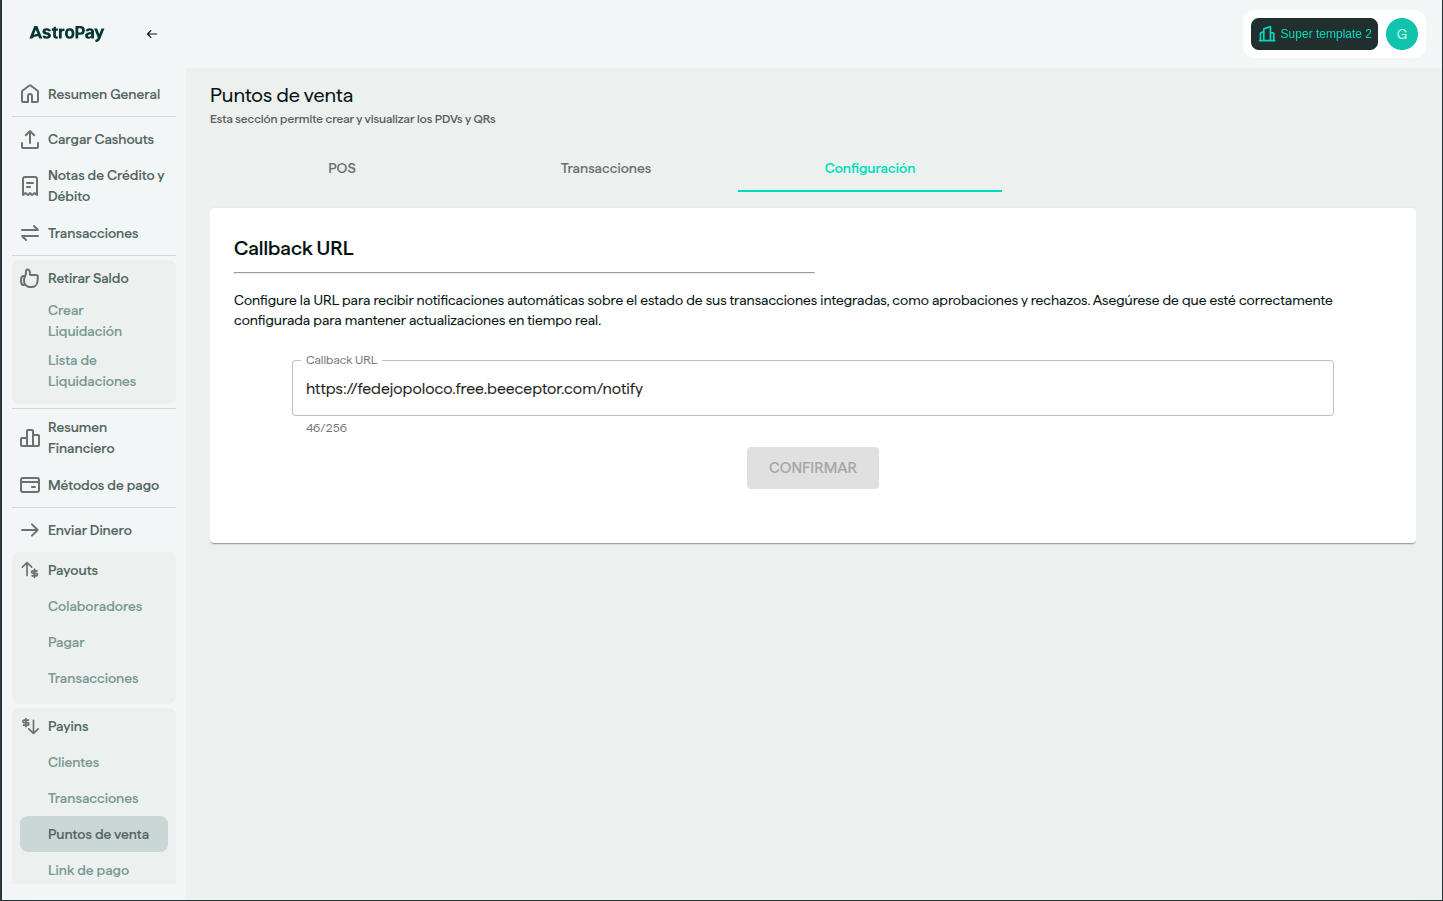 AstroPay
Super template 2
G
Resumen General
Cargar Cashouts
Notas de Crédito y
Débito
Transacciones
Retirar Saldo
Crear
Liquidación
Lista de
Liquidaciones
Resumen
Financiero
Métodos de pago
Enviar Dinero
Payouts
Colaboradores
Pagar
Transacciones
Payins
Clientes
Transacciones
Puntos de venta
Link de pago
Puntos de venta
Esta sección permite crear y visualizar los PDVs y QRs
POS
Transacciones
Configuración
Callback URL
Configure la URL para recibir notificaciones automáticas sobre el estado de sus transacciones integradas, como aprobaciones y rechazos. Asegúrese de que esté correctamente
configurada para mantener actualizaciones en tiempo real.
Callback URL
https://fedejopoloco.free.beeceptor.com/notify
46/256
CONFIRMAR